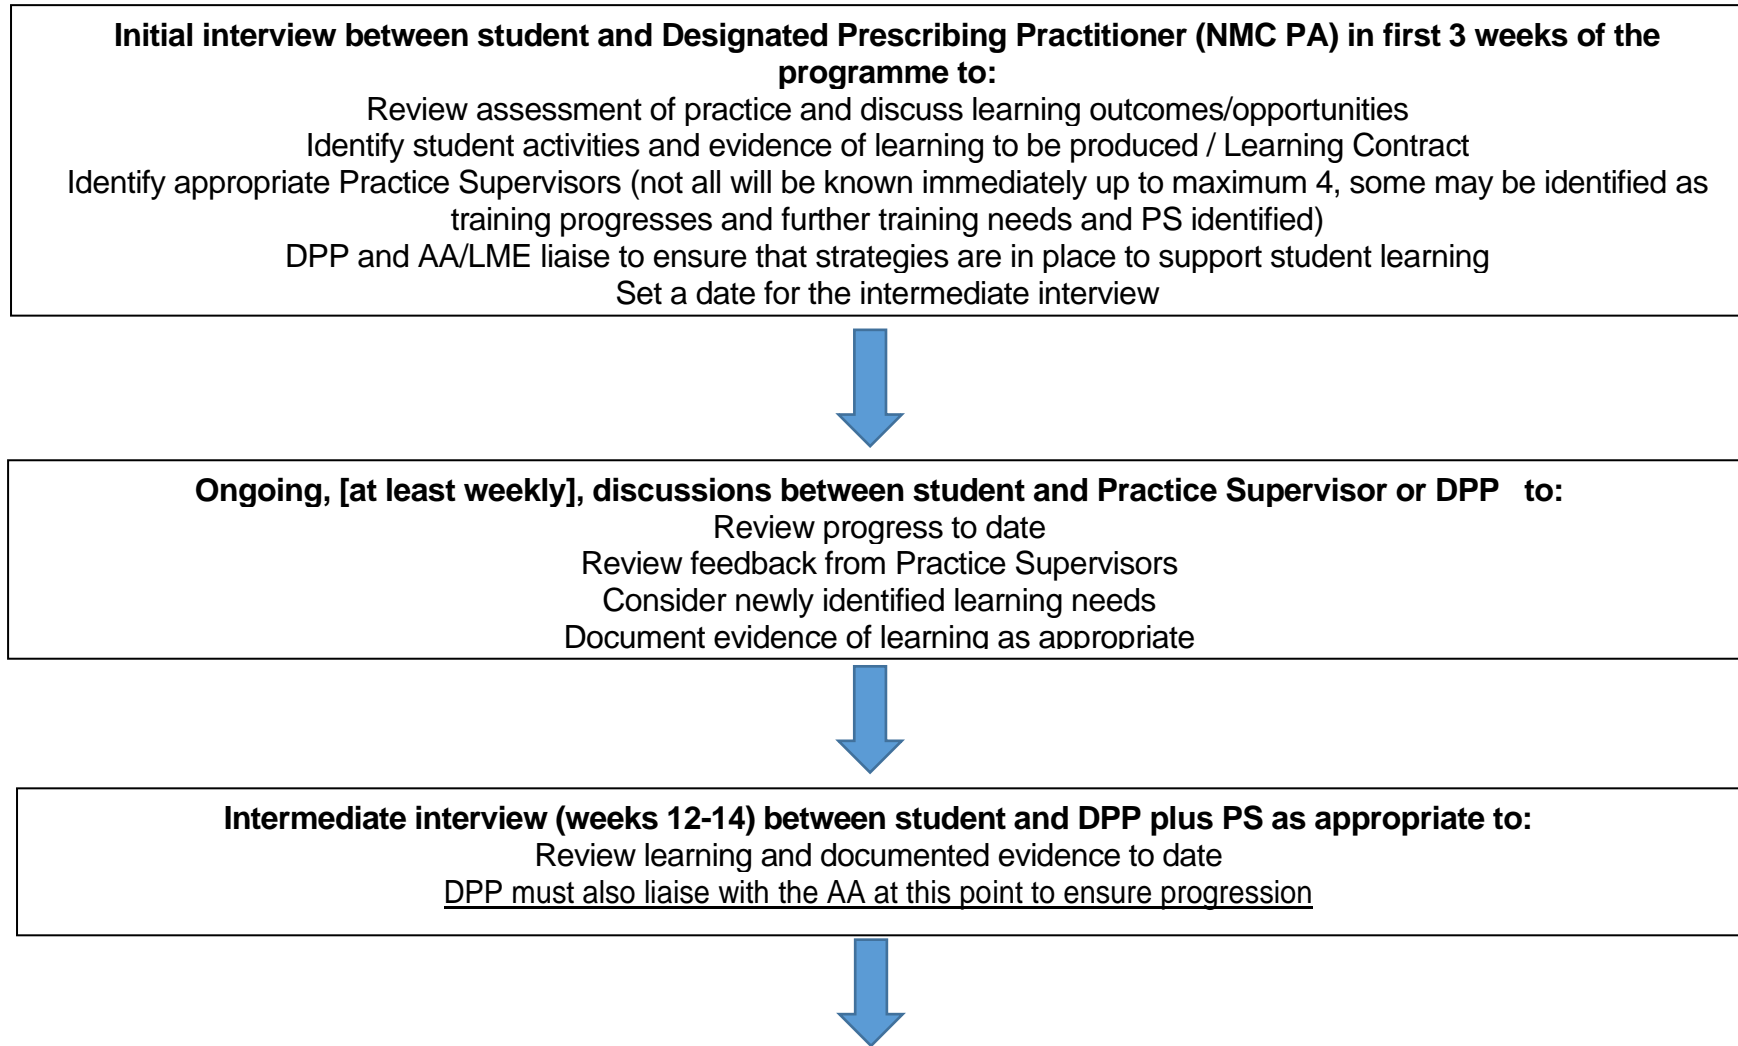 Initial interview between student and Designated Prescribing Practitioner (NMC PA) in first 3 weeks of the
programme to:
Review assessment of practice and discuss learning outcomes/opportunities
Identify student activities and evidence of learning to be produced / Learning Contract
Identify appropriate Practice Supervisors (not all will be known immediately up to maximum 4, some may be identified as
training progresses and further training needs and PS identified)
DPP and AA/LME liaise to ensure that strategies are in place to support student learning
Set a date for the intermediate interview
Ongoing, [at least weekly], discussions between student and Practice Supervisor or DPP   to:
Review progress to date
Review feedback from Practice Supervisors
Consider newly identified learning needs
Document evidence of learning as appropriate
Intermediate interview (weeks 12-14) between student and DPP plus PS as appropriate to:
Review learning and documented evidence to date
DPP must also liaise with the AA at this point to ensure progression